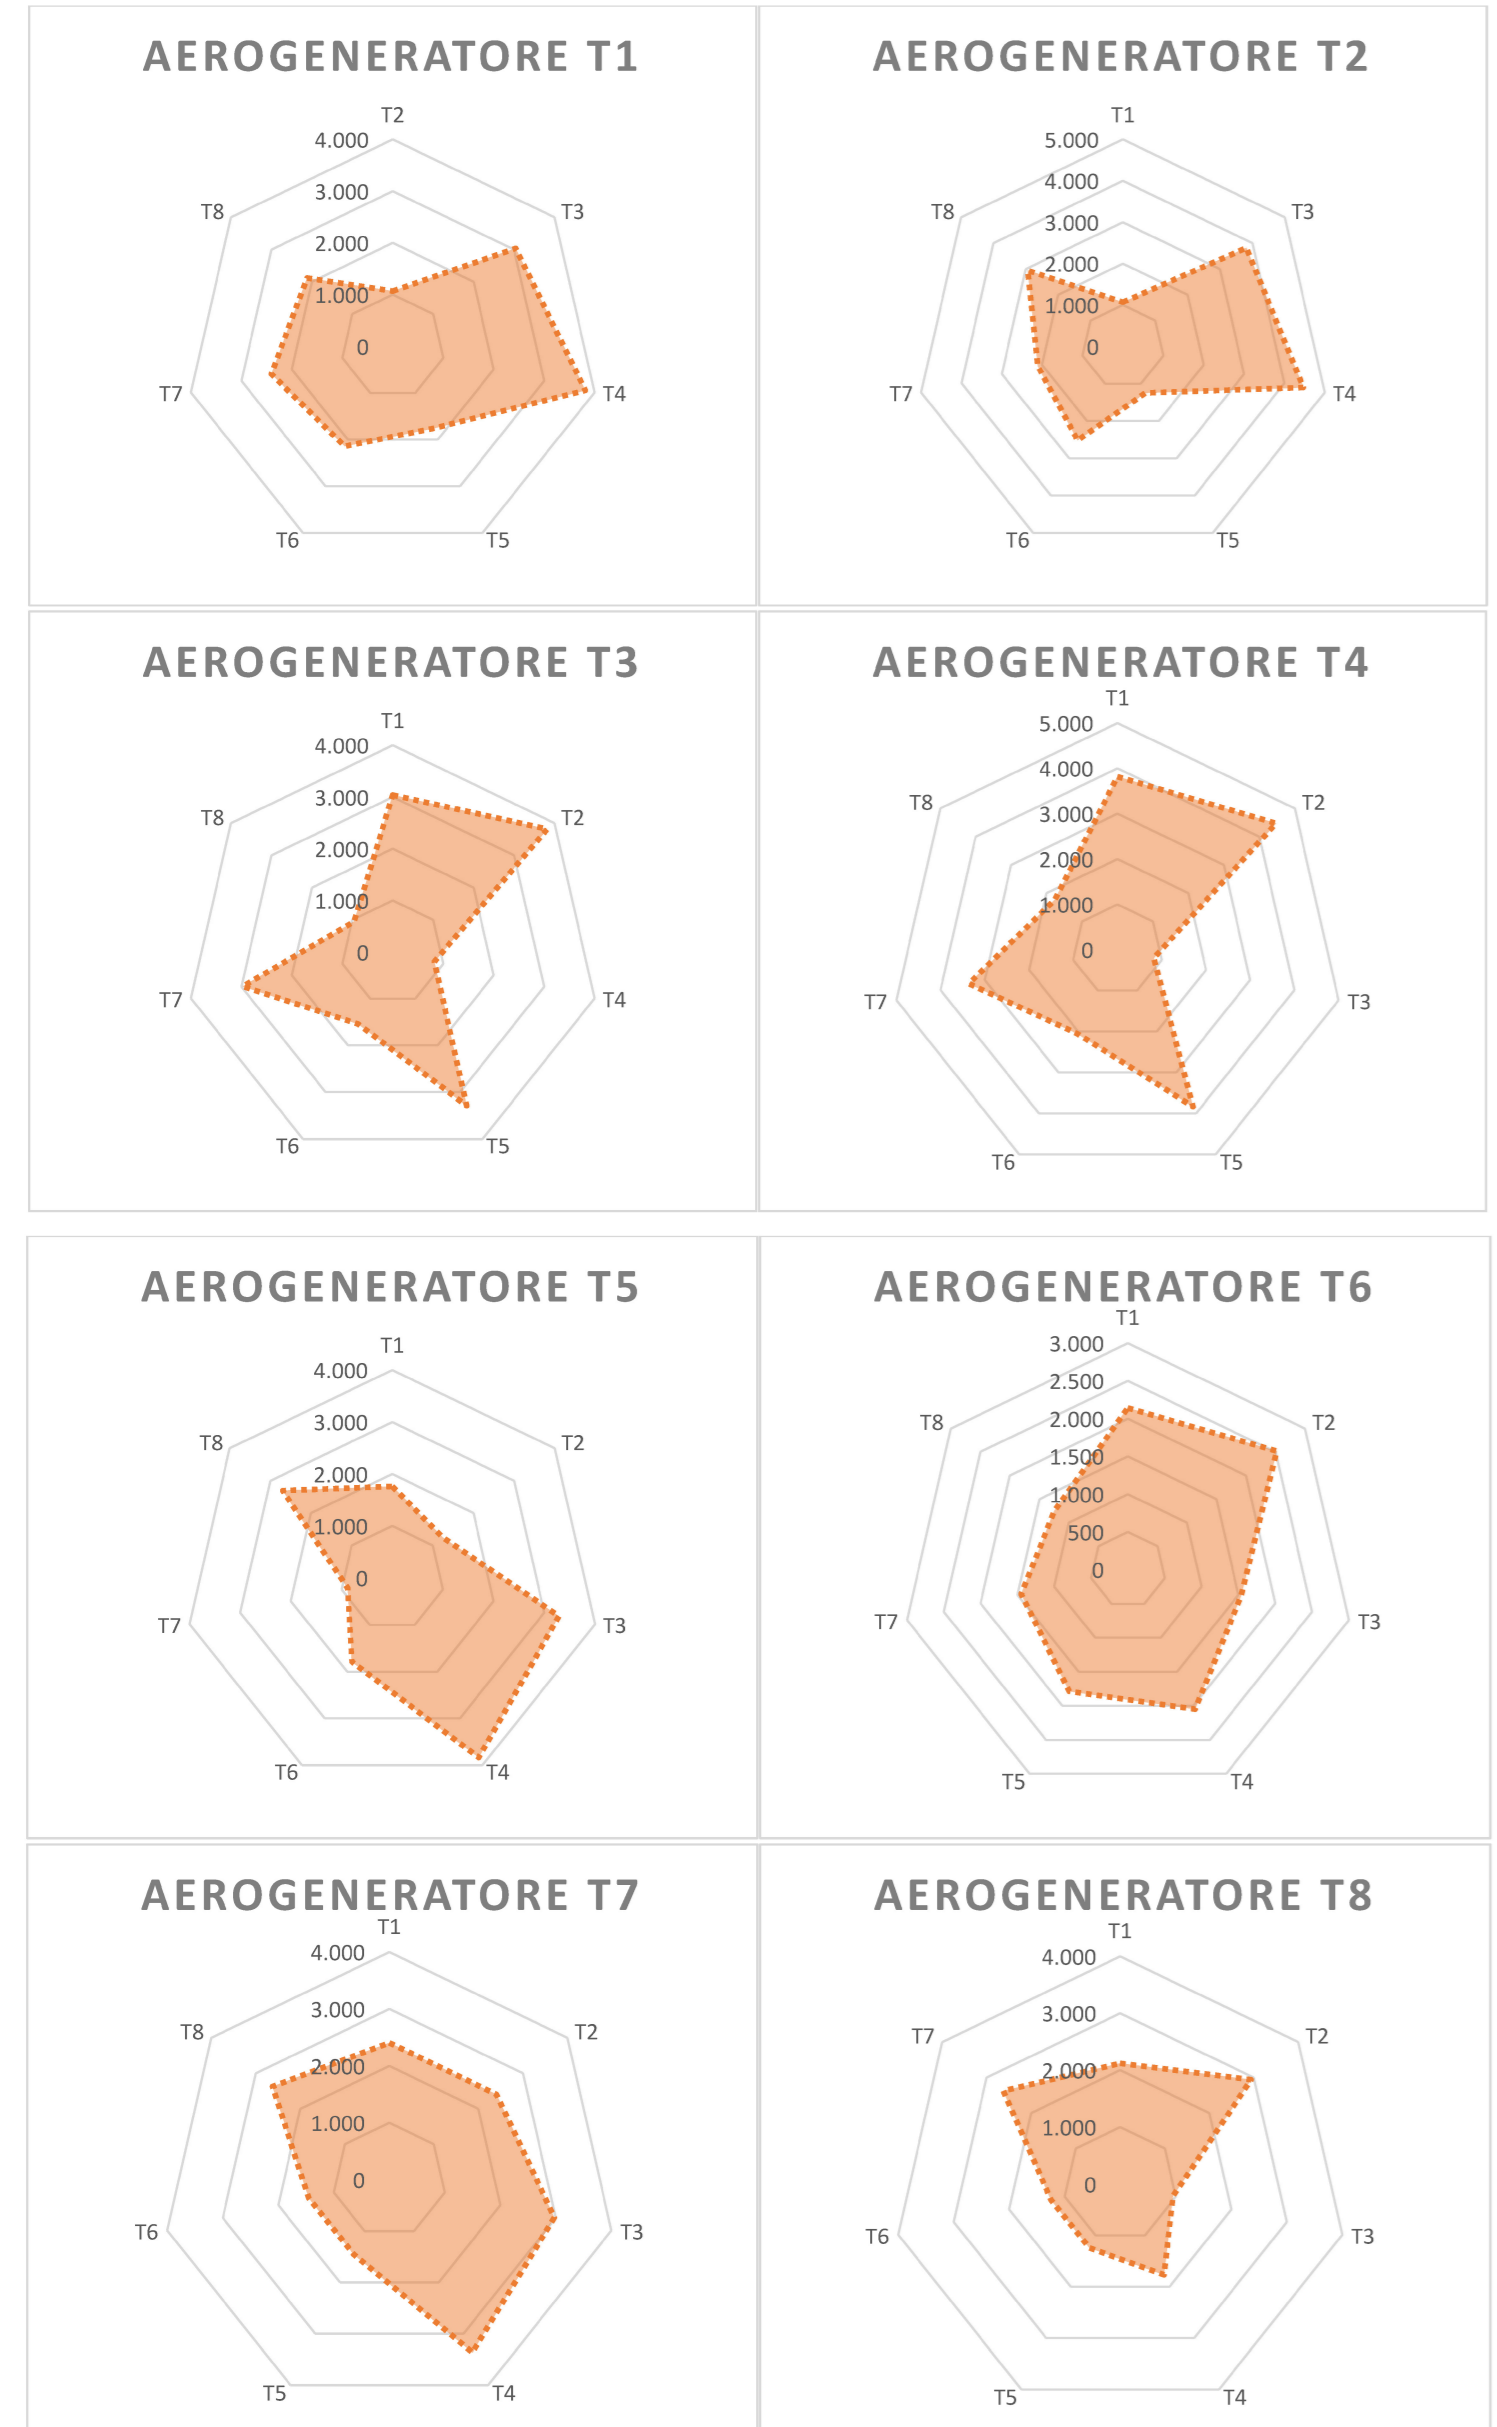 AEROGENERATORE T1
T2
4.000
3.000
2.000
1.000
0
T3
T4
T5
T6
T7
T8
AEROGENERATORE T2
T1
5.000
4.000
3.000
2.000
1.000
0
T3
T4
T5
T6
T7
T8
AEROGENERATORE T3
T1
4.000
3.000
2.000
1.000
0
T2
T4
T5
T6
T7
T8
AEROGENERATORE T4
T1
5.000
4.000
3.000
2.000
1.000
0
T2
T3
T5
T6
T7
T8
AEROGENERATORE T5
T1
4.000
3.000
2.000
1.000
0
T2
T3
T4
T6
T7
T8
AEROGENERATORE T6
T1
3.000
2.500
2.000
1.500
1.000
500
0
T2
T3
T4
T5
T7
T8
AEROGENERATORE T7
T1
4.000
3.000
2.000
1.000
0
T2
T3
T4
T5
T6
T8
AEROGENERATORE T8
T1
4.000
3.000
2.000
1.000
0
T2
T3
T4
T5
T6
T7